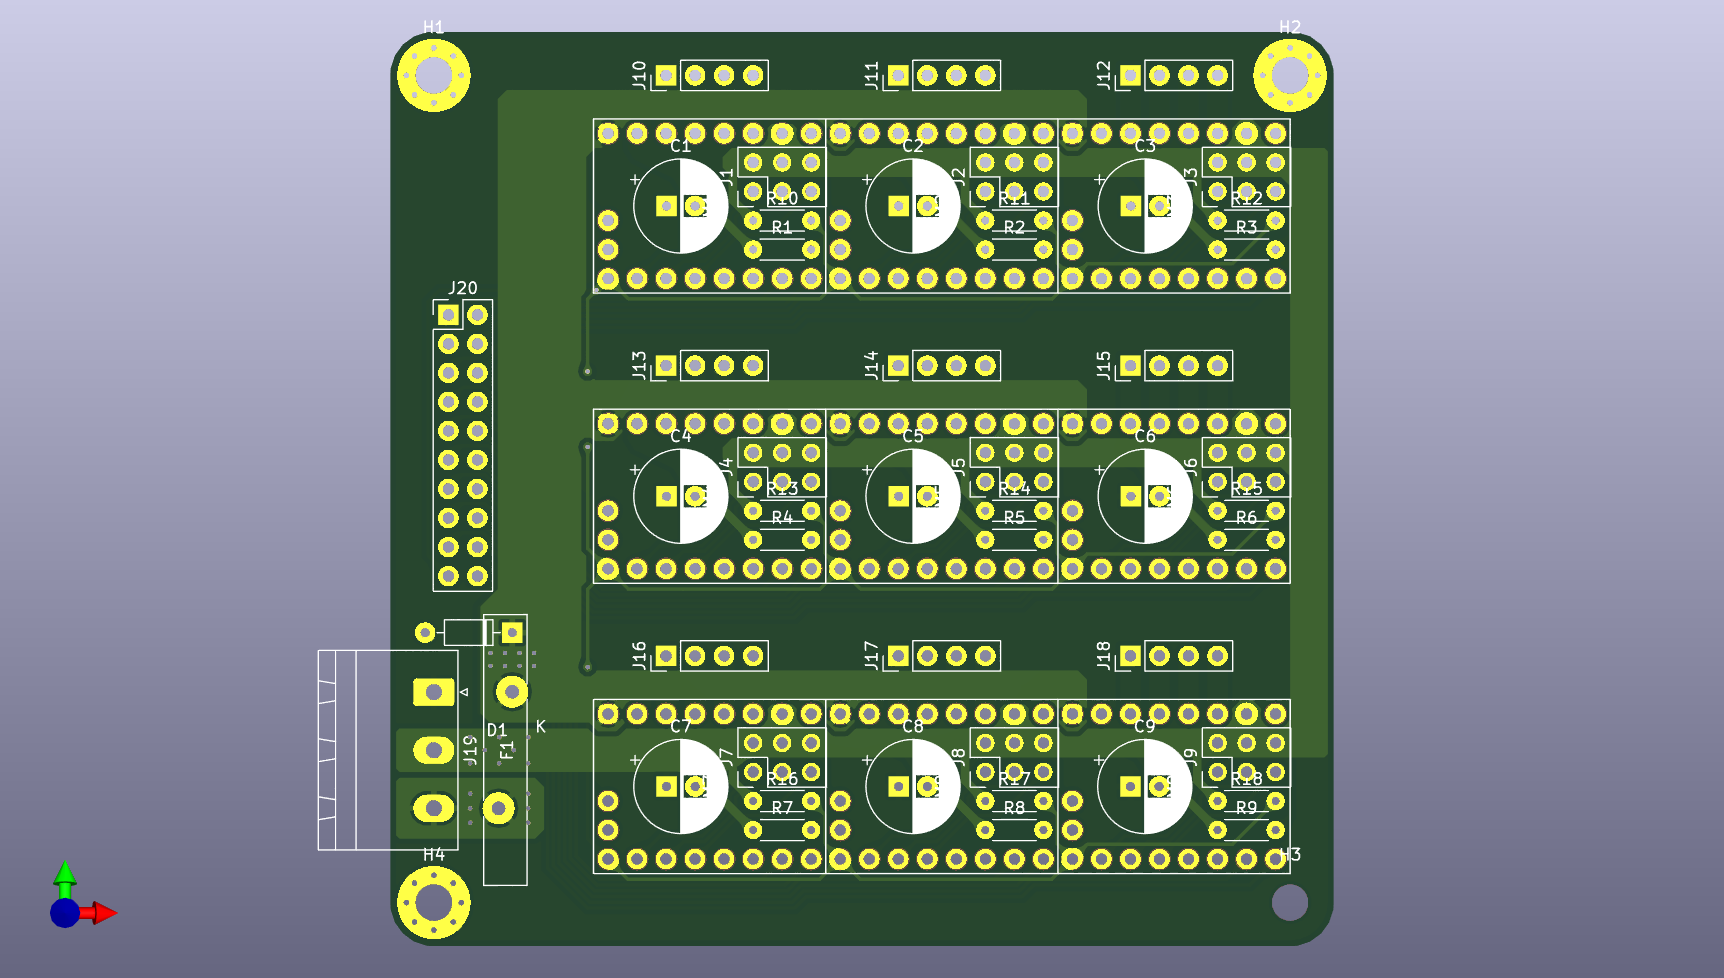 H1
H2
J10
J11
J12
C1
C2
C3
J1
J2
J3
+
+
+
R10
R11
R12
R1
R2
R3
J20
J13
J14
J15
C4
C5
C6
J4
J5
J6
+
+
+
R13
R14
R15
R4
R5
R6
J16
J17
J18
K
D1
F1
J19
C7
C8
C9
J7
J8
J9
+
+
+
R16
R17
R18
R7
R8
R9
H4
H3